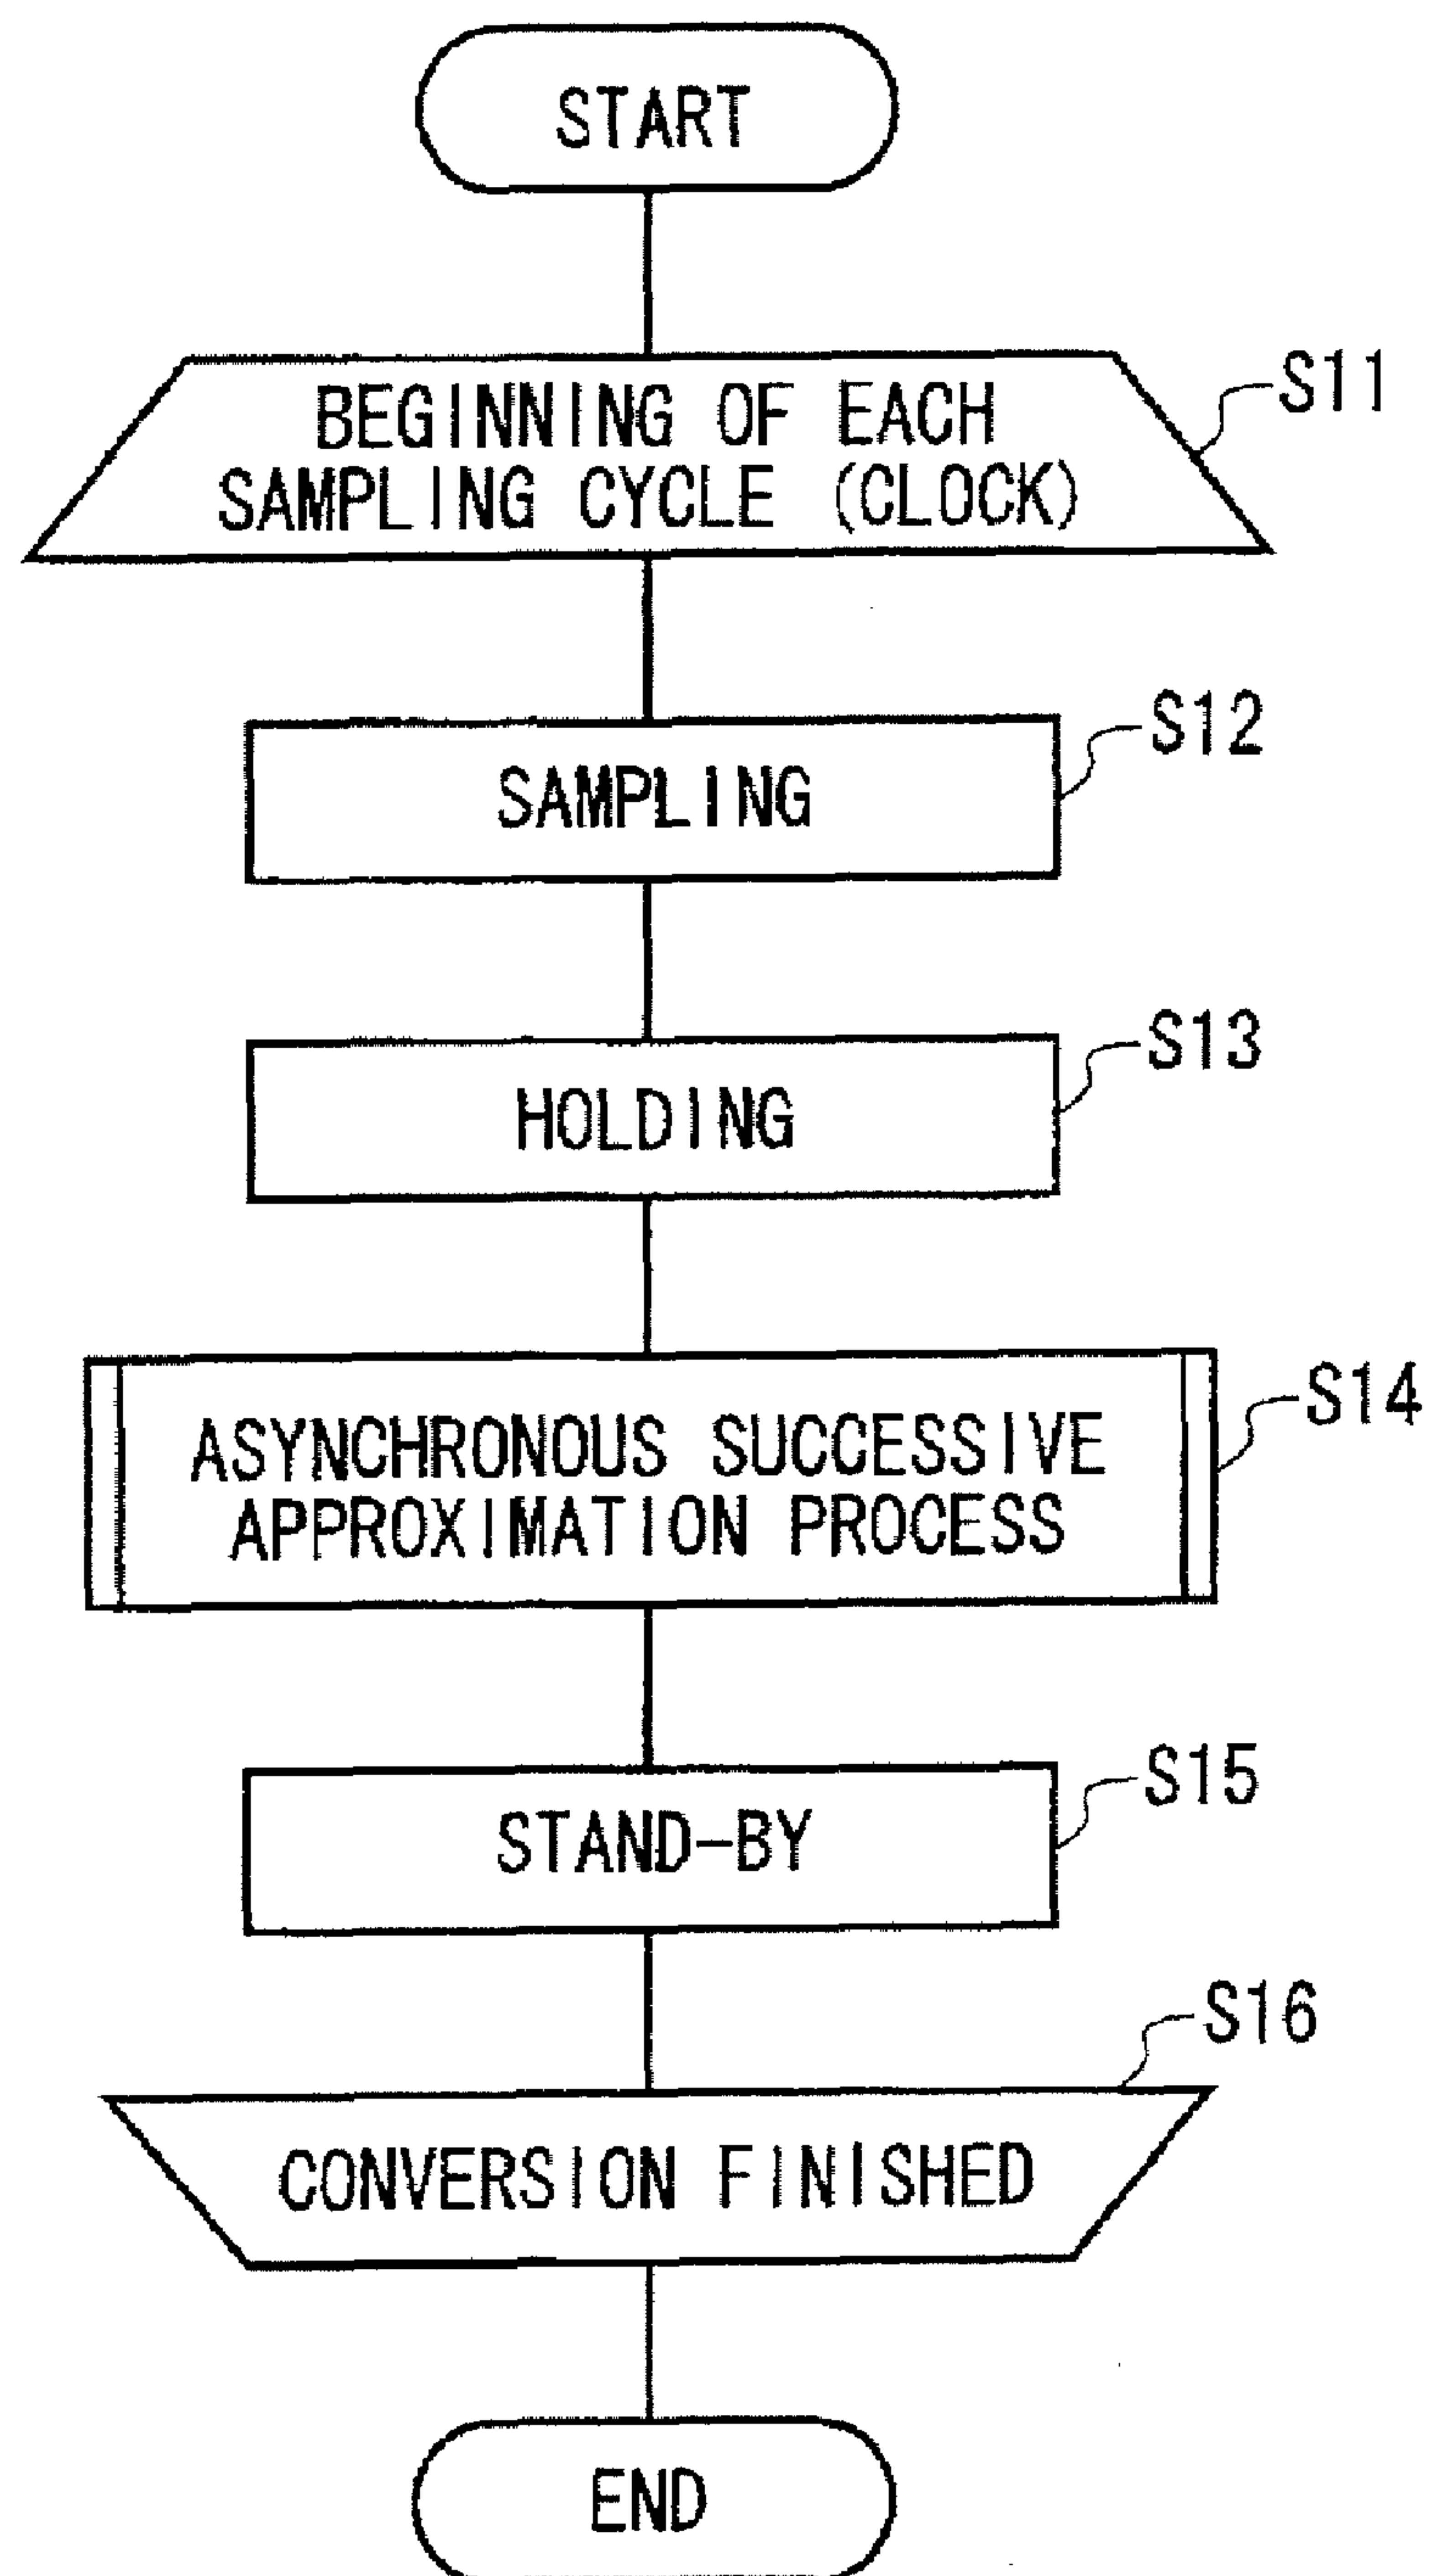 START
BEGINNING OF EACH
SAMPLING CYCLE (CLOCK)
S11
SAMPLING
S12
HOLDING
S13
ASYNCHRONOUS SUCCESSIVE
APPROXIMATION PROCESS
S14
STAND-BY
S15
CONVERSION FINISHED
S16
END